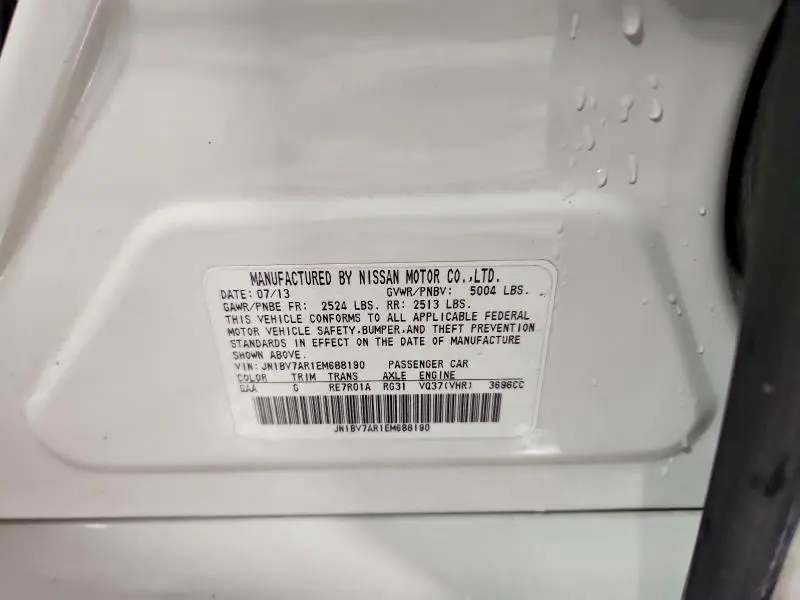 MANUFACTURED BY NISSAN MOTOR CO.,LTD.
DATE: 07/13 GVWR/PNBV: 5004 LBS.
GAWR/PNBE FR: 2524 LBS. RR: 2513 LBS.
THIS VEHICLE CONFORMS TO ALL APPLICABLE FEDERAL
MOTOR VEHICLE SAFETY,BUMPER,AND THEFT PREVENTION
STANDARDS IN EFFECT ON THE DATE OF MANUFACTURE
SHOWN ABOVE.
VIN: JN1BV7AR1EM688190 PASSENGER CAR
COLOR TRIM TRANS AXLE ENGINE
QAA G RE7R01A RG31 VQ37(VHR) 3696CC
JN1BV7AR1EM688190